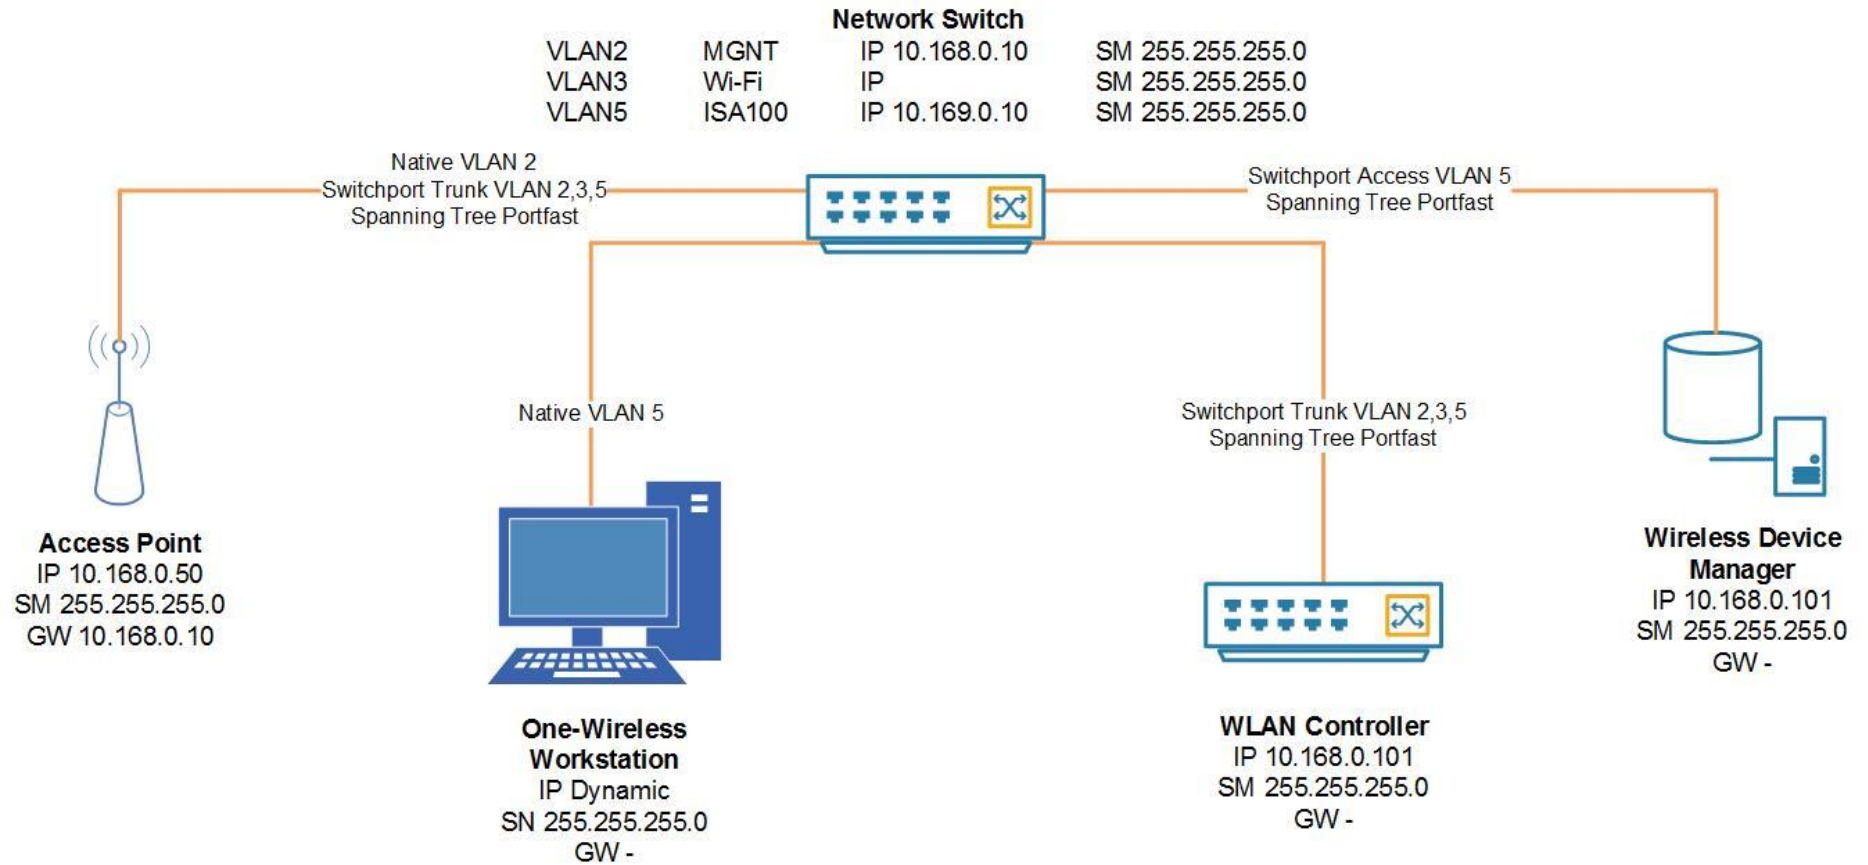 Network Switch
VLAN2 MGNT IP 10.168.0.10 SM 255.255.255.0
VLAN3 Wi-Fi IP SM 255.255.255.0
VLAN5 ISA100 IP 10.169.0.10 SM 255.255.255.0
Native VLAN 2
Switchport Trunk VLAN 2,3,5
Spanning Tree Portfast
Switchport Access VLAN 5
Spanning Tree Portfast
Native VLAN 5
Switchport Trunk VLAN 2,3,5
Spanning Tree Portfast
Access Point
IP 10.168.0.50
SM 255.255.255.0
GW 10.168.0.10
One-Wireless
Workstation
IP Dynamic
SN 255.255.255.0
GW -
WLAN Controller
IP 10.168.0.101
SM 255.255.255.0
GW -
Wireless Device
Manager
IP 10.168.0.101
SM 255.255.255.0
GW -